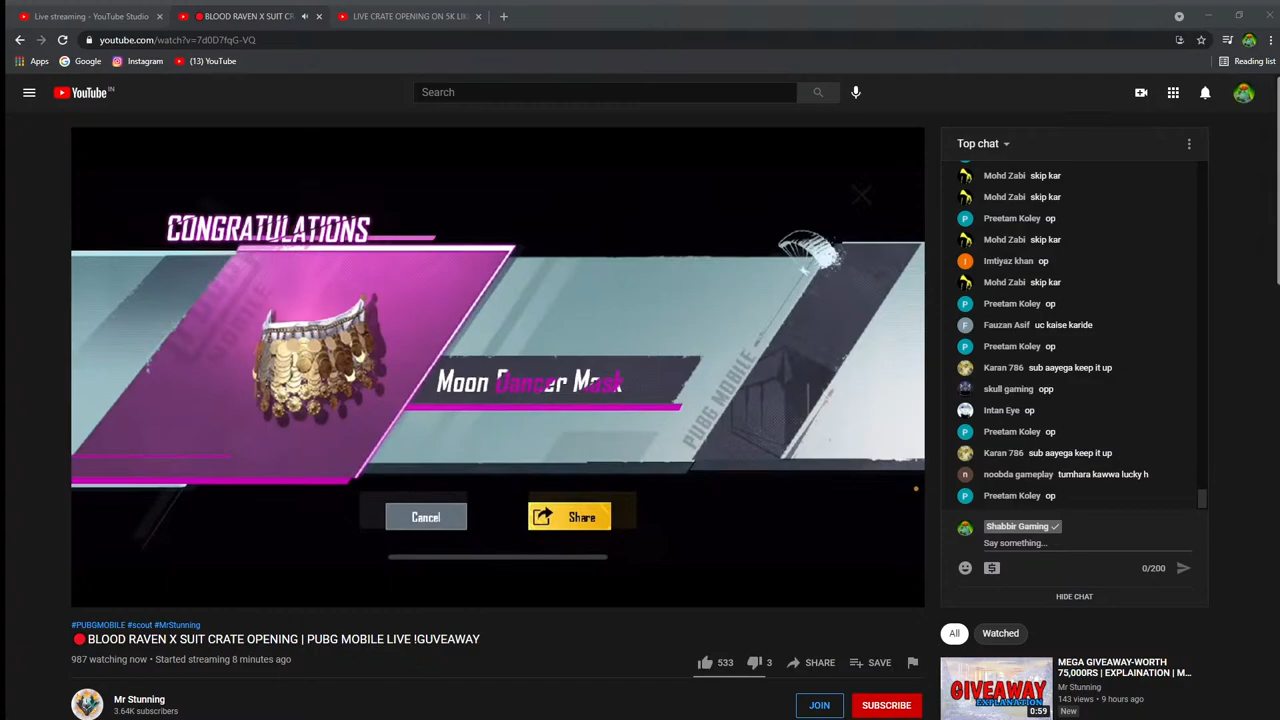 Live streaming - YouTube Studio
BLOOD RAVEN X SUIT CR
LIVE CRATE OPENING ON 5K LIK
youtube.com/watch?v=7d0D7fqG-VQ
Apps
Google
Instagram
(13) YouTube
Reading list
YouTube IN
Search
CONGRATULATIONS
Moon Dancer Mask
PUBG MOBILE
Cancel
Share
Top chat
Mohd Zabi skip kar
Mohd Zabi skip kar
Preetam Koley op
Mohd Zabi skip kar
Imtiyaz khan op
Mohd Zabi skip kar
Preetam Koley op
Fauzan Asif uc kaise karide
Preetam Koley op
Karan 786 sub aayega keep it up
skull gaming opp
Intan Eye op
Preetam Koley op
Karan 786 sub aayega keep it up
noobda gameplay tumhara kawwa lucky h
Preetam Koley op
Shabbir Gaming
Say something...
0/200
HIDE CHAT
#PUBGMOBILE #scout #MrStunning
🔴BLOOD RAVEN X SUIT CRATE OPENING | PUBG MOBILE LIVE !GUVEAWAY
987 watching now • Started streaming 8 minutes ago
533
3
SHARE
SAVE
Mr Stunning
3.64K subscribers
JOIN
SUBSCRIBE
All
Watched
GIVEAWAY
EXPLANATION
0:59
MEGA GIVEAWAY-WORTH
75,000RS | EXPLAINATION | M...
Mr Stunning
143 views • 9 hours ago
New